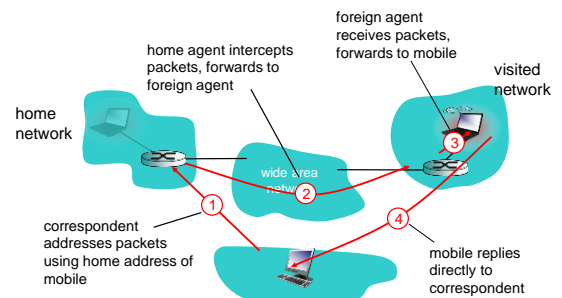 foreign agent
receives packets,
forwards to mobile
home agent intercepts
packets, forwards to
foreign agent
visited
network
home
network
3
wide area
network
2
1
4
correspondent
addresses packets
using home address of
mobile
mobile replies
directly to
correspondent